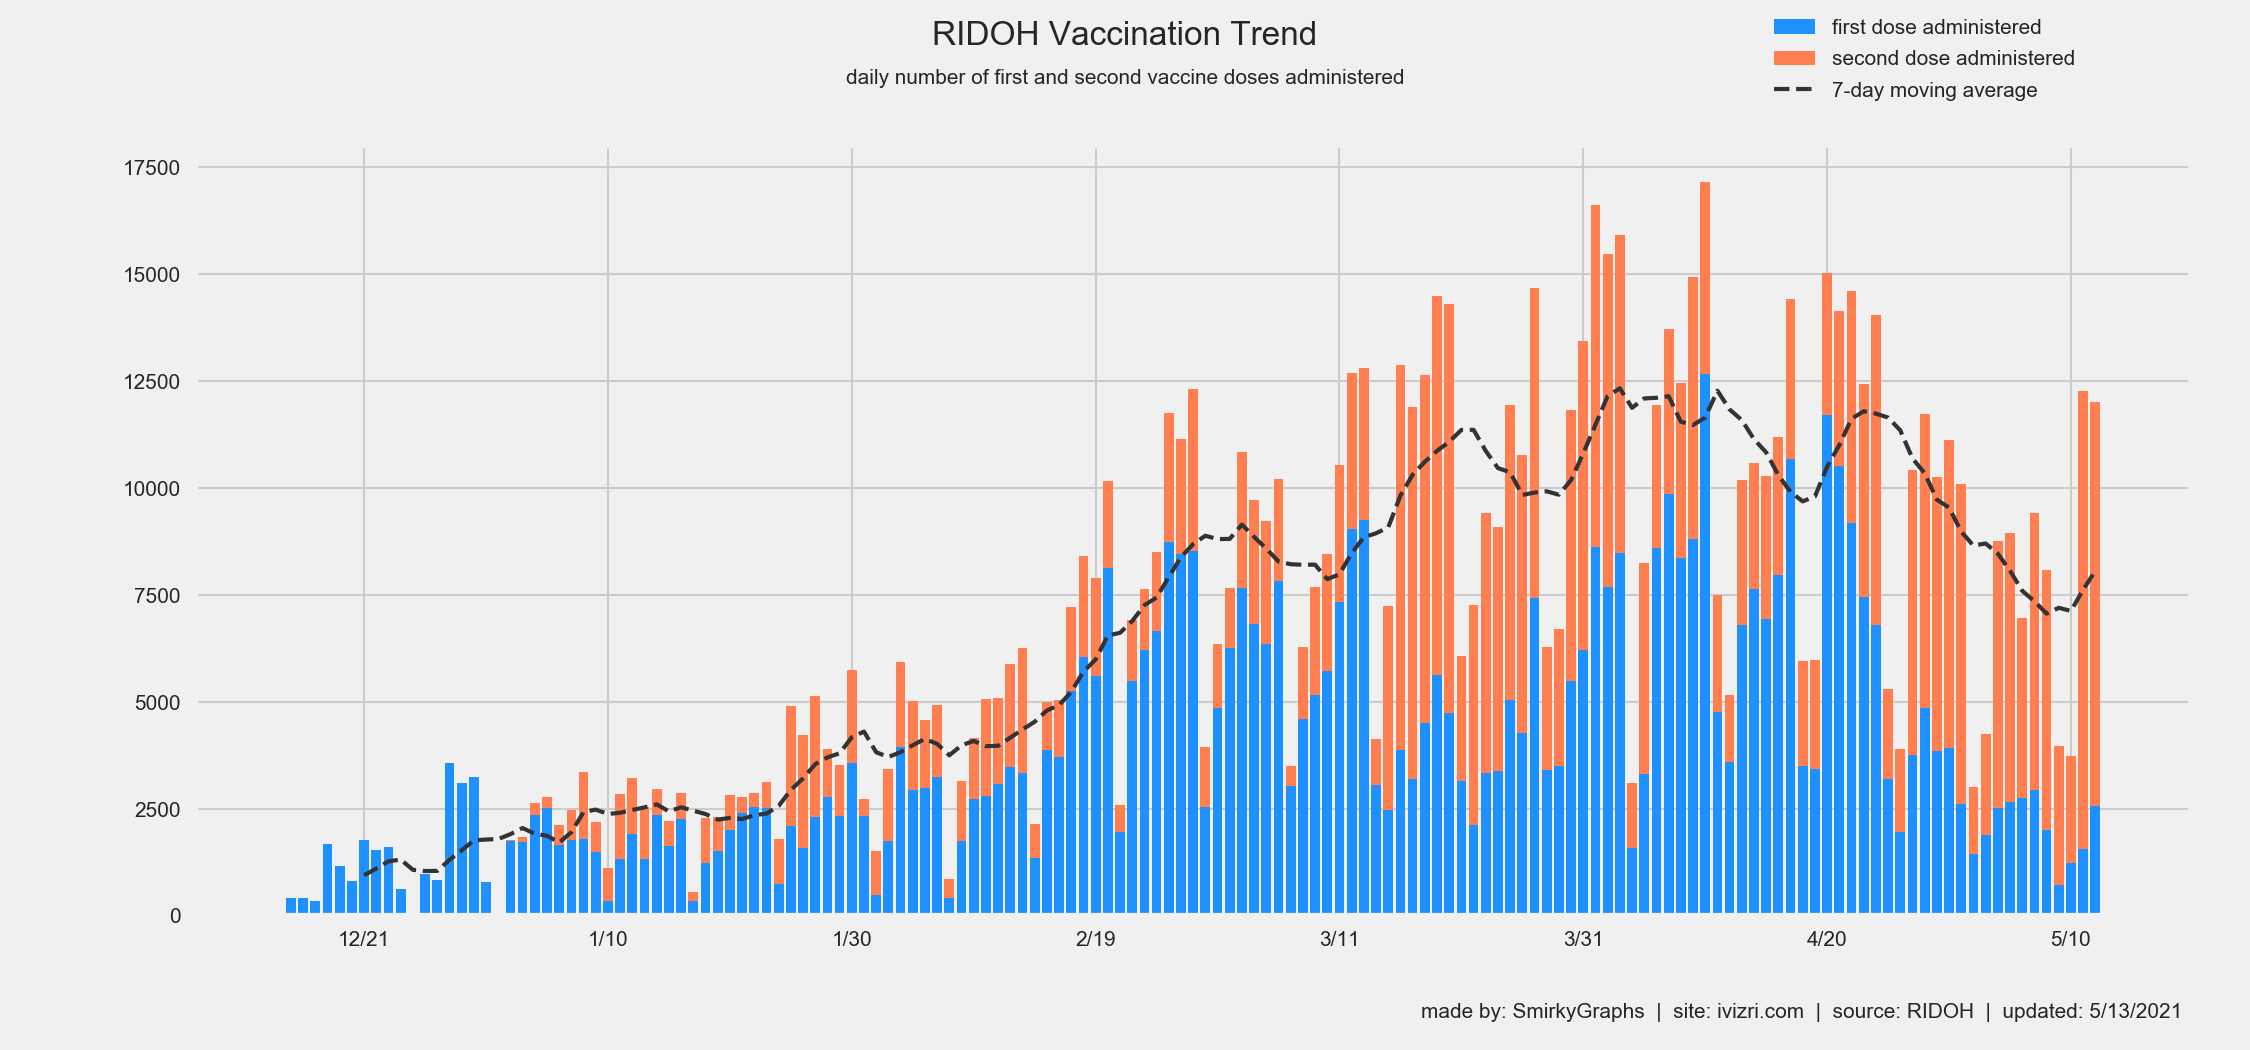 RIDOH Vaccination Trend
daily number of first and second vaccine doses administered
first dose administered
second dose administered
7-day moving average
17500
15000
12500
10000
7500
5000
2500
0
12/21 1/10 1/30 2/19 3/11 3/31 4/20 5/10
made by: SmirkyGraphs | site: ivizri.com | source: RIDOH | updated: 5/13/2021